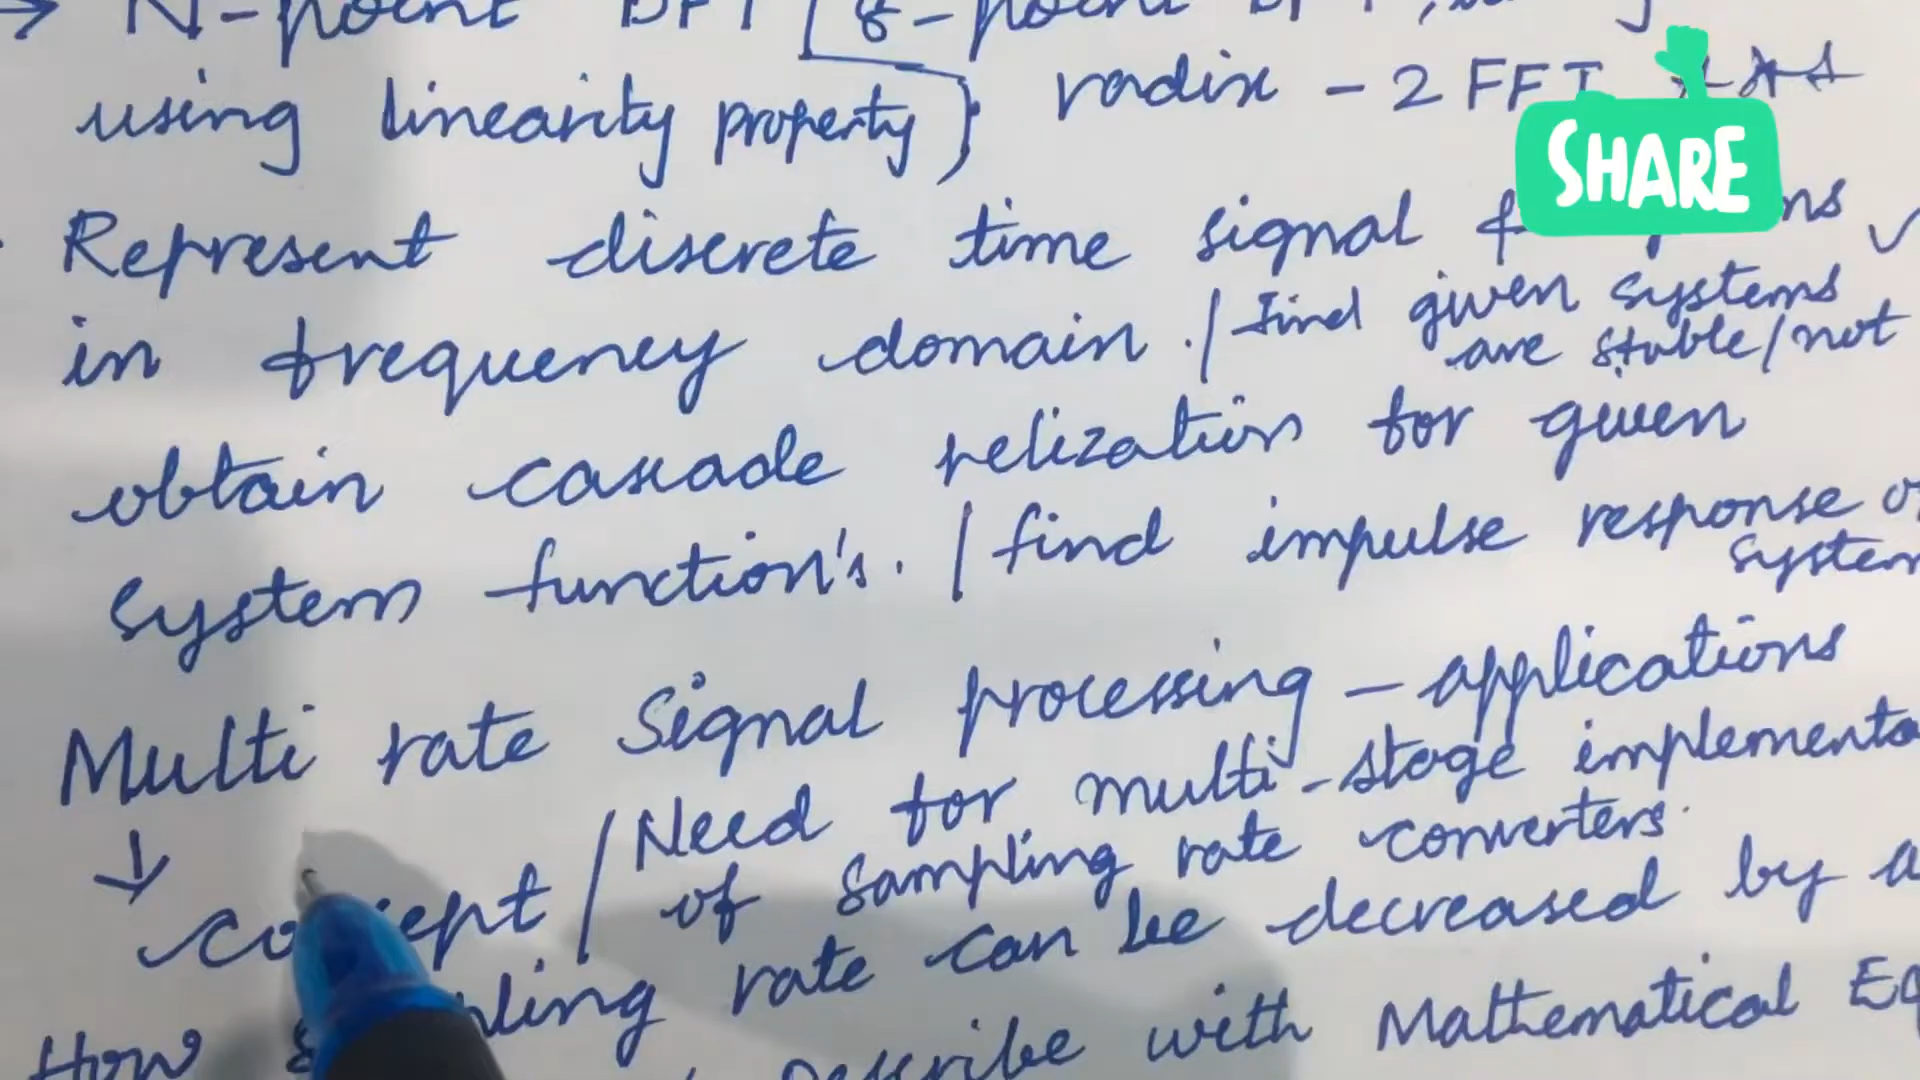 → N-point DFT [8-point DFT,
using linearity property} radix - 2 FFT
SHARE
Represent discrete time signal
in frequency domain. / Find given systems
are stable/not
obtain cascade relization for given
system function's. / find impulse response
system
Multi rate Signal processing - applications
↓ / Need for multi-stage implementa
of sampling rate converters.
How rate can be decreased by a
Describe with Mathematical